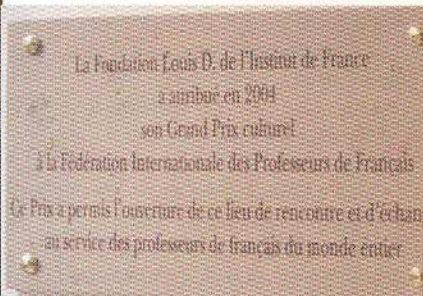 La Fondation Louis D. de l'Institut de France
a attribué en 2004
son Grand Prix culturel
à la Fédération Internationale des Professeurs de Français
Ce Prix a permis l'ouverture de ce lieu de rencontre et d'échan
au service des professeurs de français du monde entier